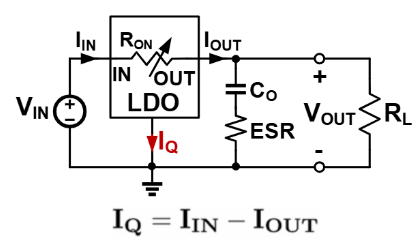 I_IN R_ON I_OUT
IN OUT
LDO
V_IN + −
I_Q
C_O
ESR
+
V_OUT R_L
-
I_Q = I_IN − I_OUT